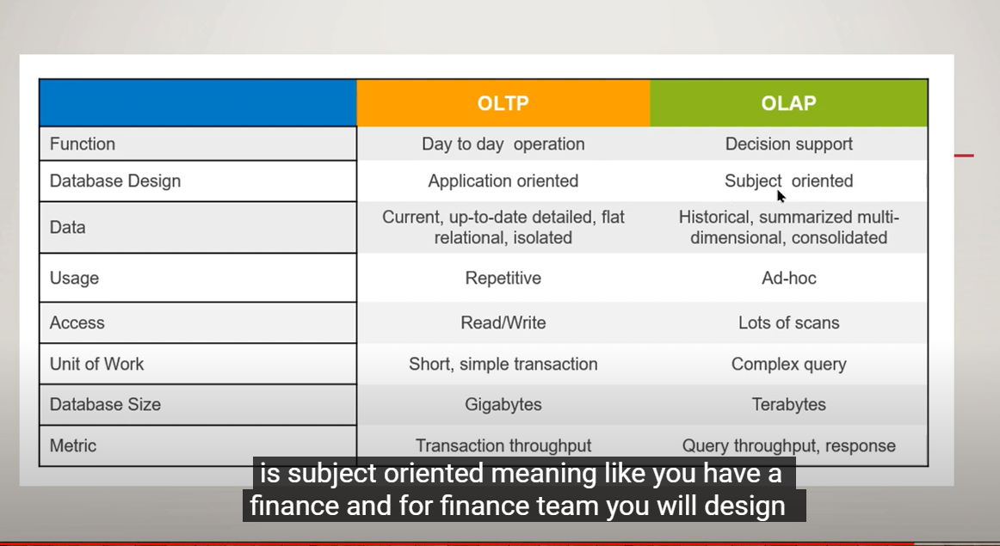 OLTP OLAP
Function Day to day operation Decision support
Database Design Application oriented Subject oriented
Data Current, up-to-date detailed, flat relational, isolated Historical, summarized multi-dimensional, consolidated
Usage Repetitive Ad-hoc
Access Read/Write Lots of scans
Unit of Work Short, simple transaction Complex query
Database Size Gigabytes Terabytes
Metric Transaction throughput Query throughput, response
is subject oriented meaning like you have a
finance and for finance team you will design